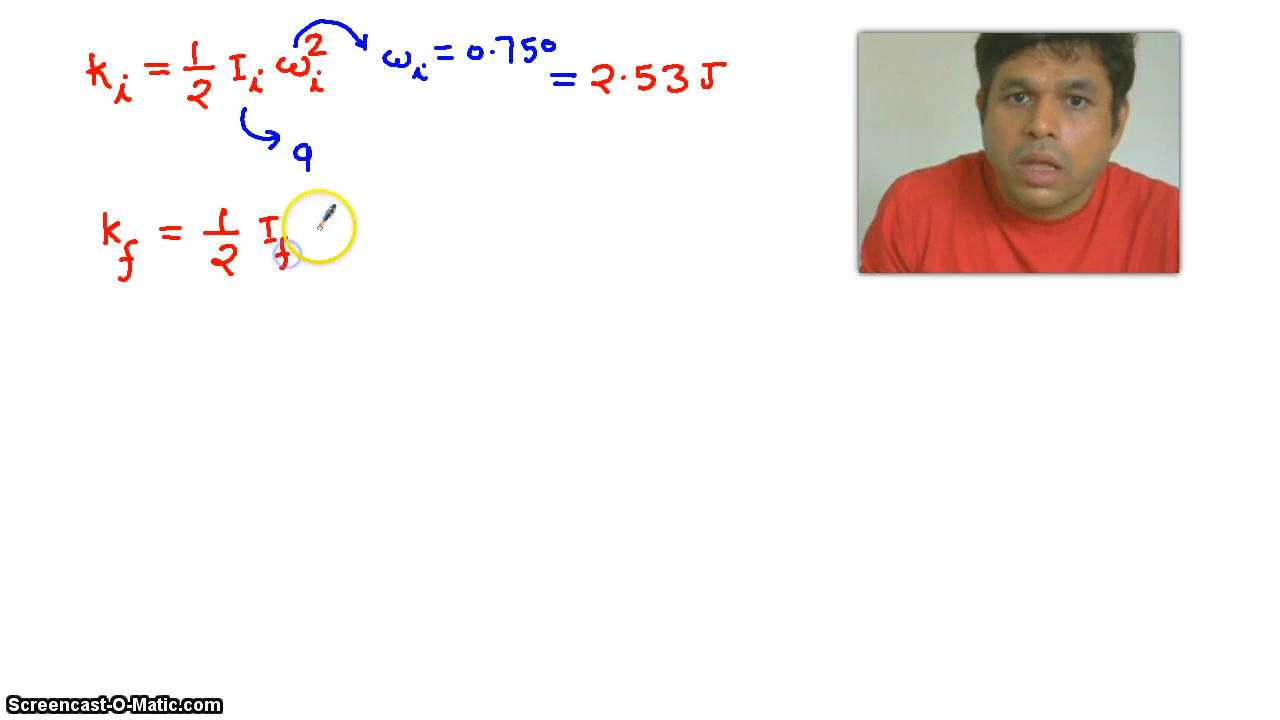 k_i = 1/2 I_i ω_i^2 ω_i = 0.750 = 2.53 J
9
k_f = 1/2 I_f
Screencast-O-Matic.com